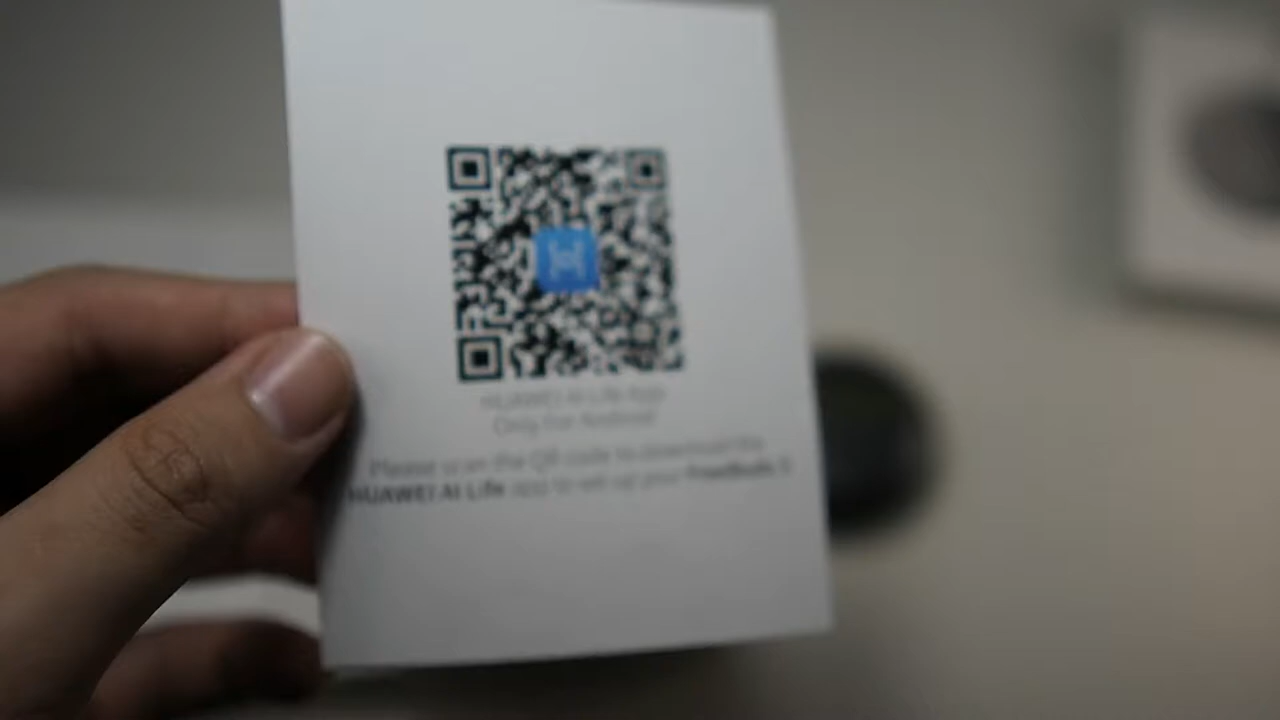 HUAWEI AI Life App
Only For Android
Please scan the QR code to download the
HUAWEI AI Life app to set up your FreeBuds